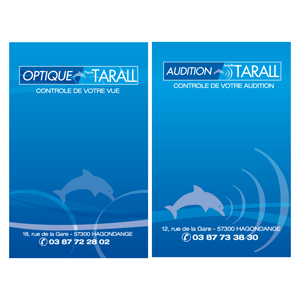 OPTIQUE TARALL
CONTROLE DE VOTRE VUE
18, rue de la Gare - 57300 HAGONDANGE
03 87 72 28 02
AUDITION TARALL
CONTROLE DE VOTRE AUDITION
12, rue de la Gare - 57300 HAGONDANGE
03 87 73 38 30